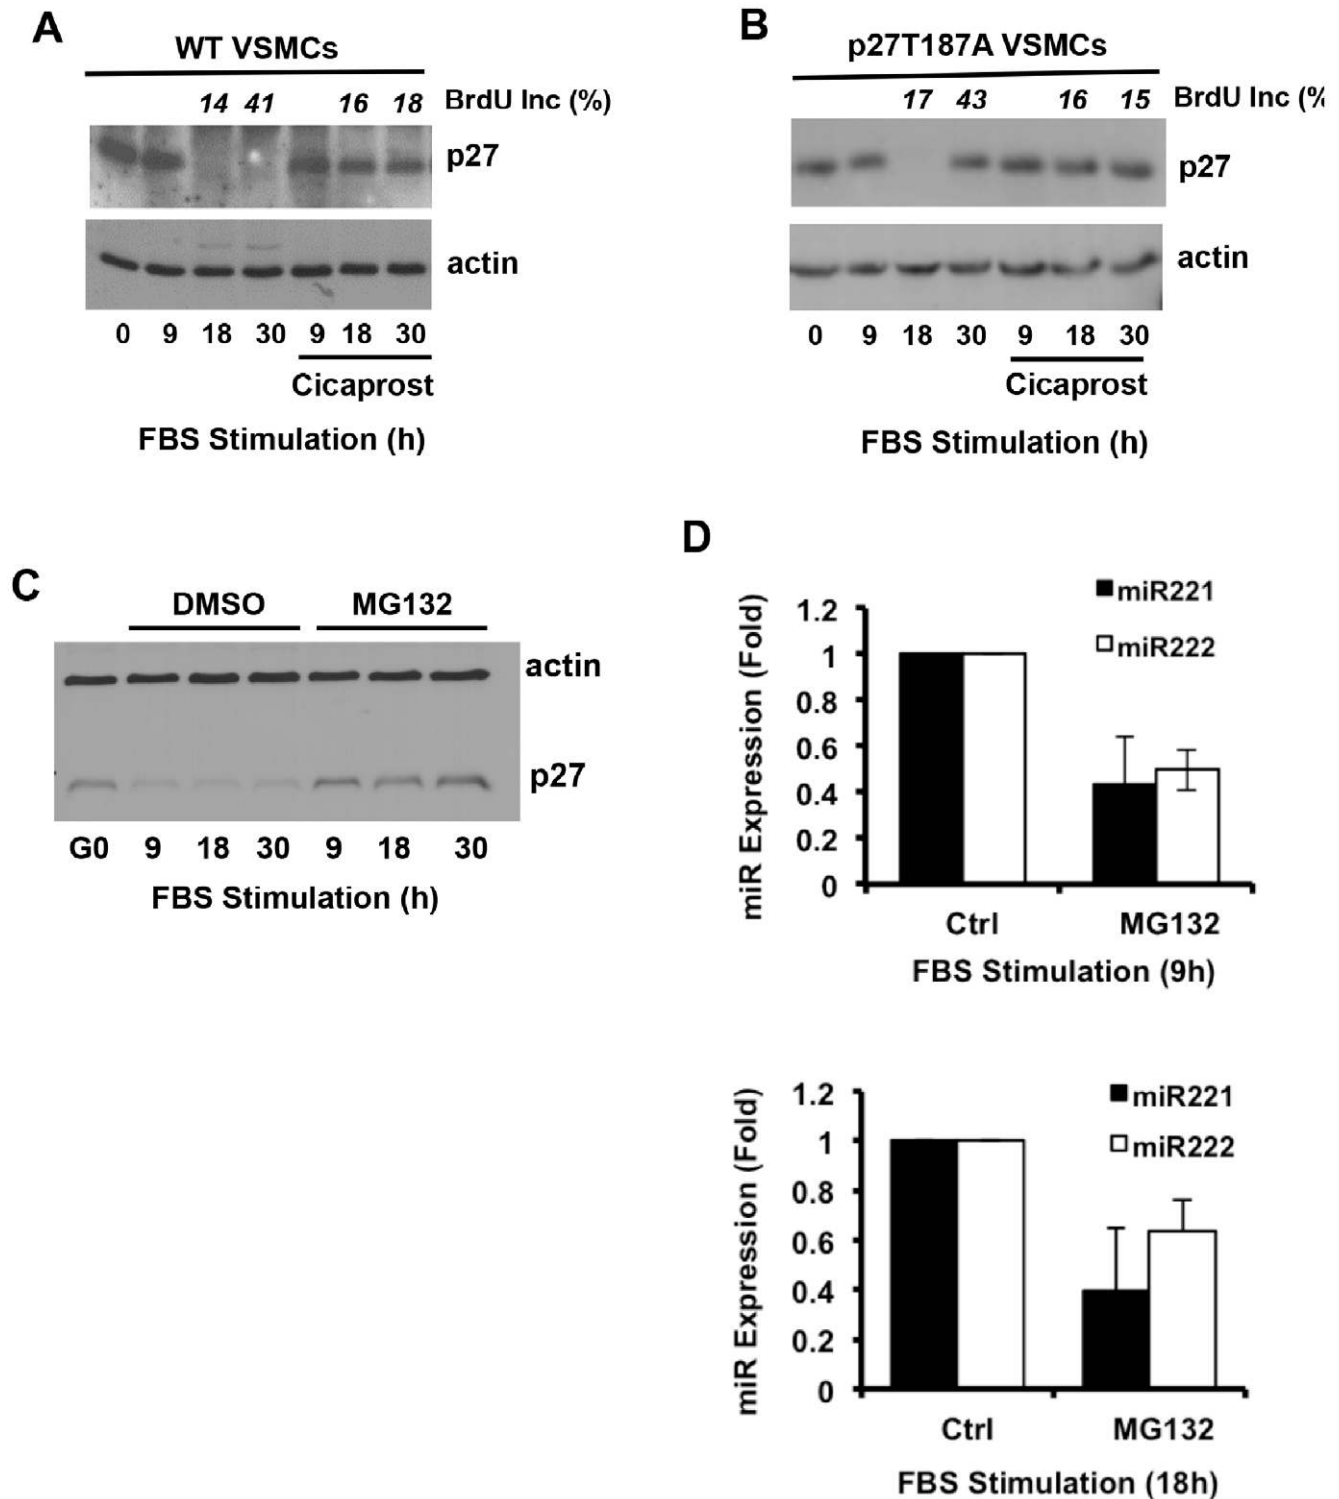 A
WT VSMCs
14 41 16 18 BrdU Inc (%)
p27
actin
0 9 18 30 9 18 30
Cicaprost
FBS Stimulation (h)
B
p27T187A VSMCs
17 43 16 15 BrdU Inc (%
p27
actin
0 9 18 30 9 18 30
Cicaprost
FBS Stimulation (h)
C
DMSO MG132
actin
p27
G0 9 18 30 9 18 30
FBS Stimulation (h)
D
miR221
miR222
miR Expression (Fold)
1.2
1
0.8
0.6
0.4
0.2
0
Ctrl MG132
FBS Stimulation (9h)
miR221
miR222
miR Expression (Fold)
1.2
1
0.8
0.6
0.4
0.2
0
Ctrl MG132
FBS Stimulation (18h)